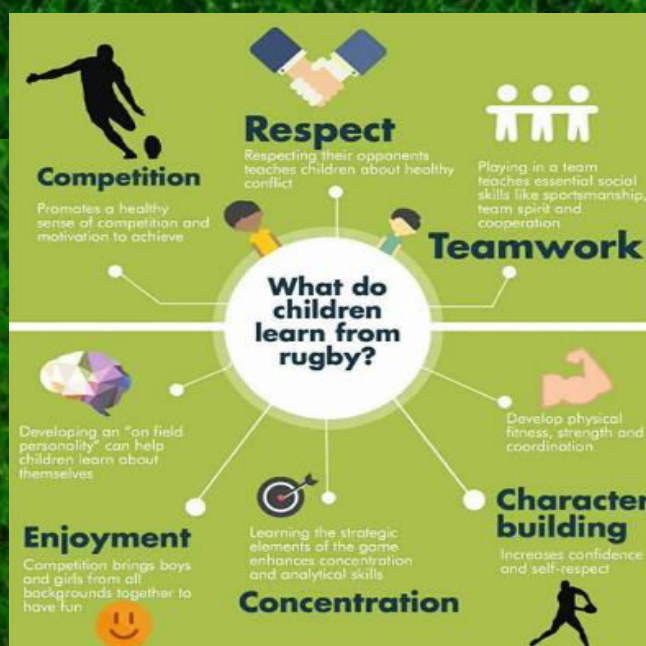 Competition
Promotes a healthy
sense of competition and
motivation to achieve
Respect
Respecting their opponents
teaches children about healthy
conflict
Playing in a team
teaches essential social
skills like sportsmanship,
team spirit and
cooperation
Teamwork
What do
children
learn from
rugby?
Developing an "on field
personality" can help
children learn about
themselves
Enjoyment
Competition brings boys
and girls from all
backgrounds together to
have fun
Learning the strategic
elements of the game
enhances concentration
and analytical skills
Concentration
Develop physical
fitness, strength and
coordination
Character
building
Increases confidence
and self-respect